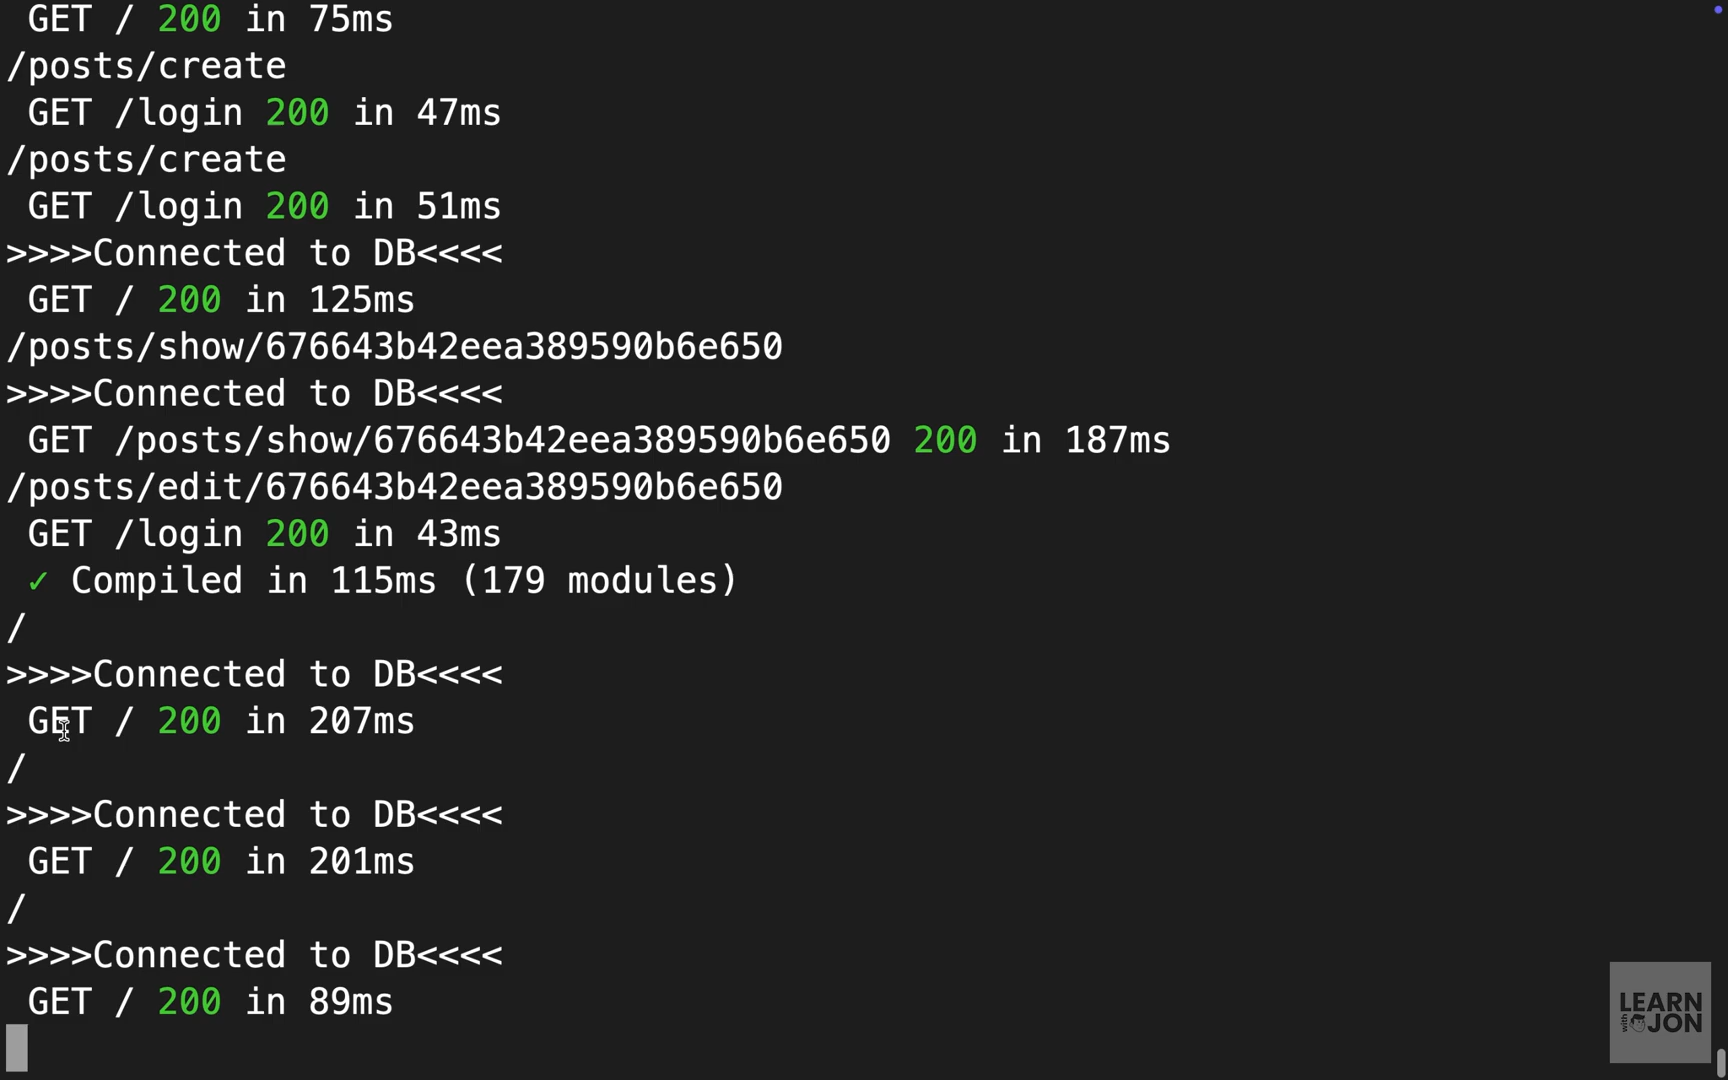 GET / 200 in 75ms
/posts/create
GET /login 200 in 47ms
/posts/create
GET /login 200 in 51ms
>>>>Connected to DB<<<<
GET / 200 in 125ms
/posts/show/676643b42eea389590b6e650
>>>>Connected to DB<<<<
GET /posts/show/676643b42eea389590b6e650 200 in 187ms
/posts/edit/676643b42eea389590b6e650
GET /login 200 in 43ms
✓ Compiled in 115ms (179 modules)
/
>>>>Connected to DB<<<<
GET / 200 in 207ms
/
>>>>Connected to DB<<<<
GET / 200 in 201ms
/
>>>>Connected to DB<<<<
GET / 200 in 89ms
LEARN
with JON